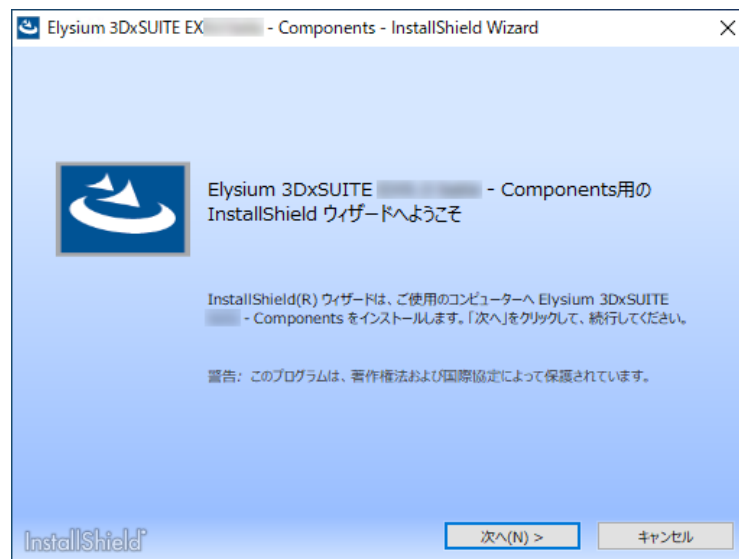 Elysium 3DxSUITE EX - Components - InstallShield Wizard
Elysium 3DxSUITE - Components用の
InstallShield ウィザードへようこそ
InstallShield(R) ウィザードは、ご使用のコンピューターへ Elysium 3DxSUITE
- Components をインストールします。「次へ」をクリックして、続行してください。
警告: このプログラムは、著作権法および国際協定によって保護されています。
InstallShield
次へ(N) >
キャンセル